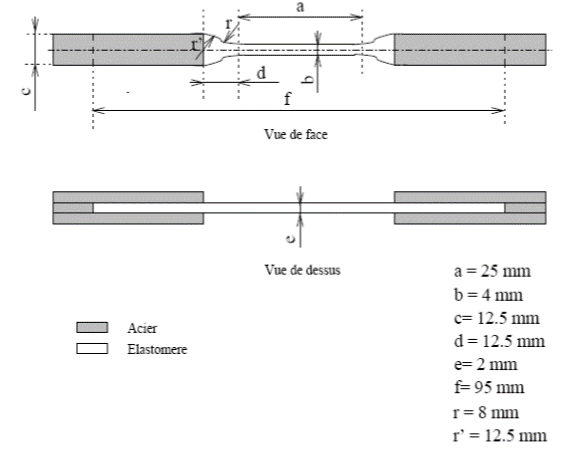 a
r
r'
d
b
c
f
Vue de face
e
Vue de dessus
a = 25 mm
b = 4 mm
c= 12.5 mm
d = 12.5 mm
e= 2 mm
f= 95 mm
r = 8 mm
r’ = 12.5 mm
Acier
Elastomere